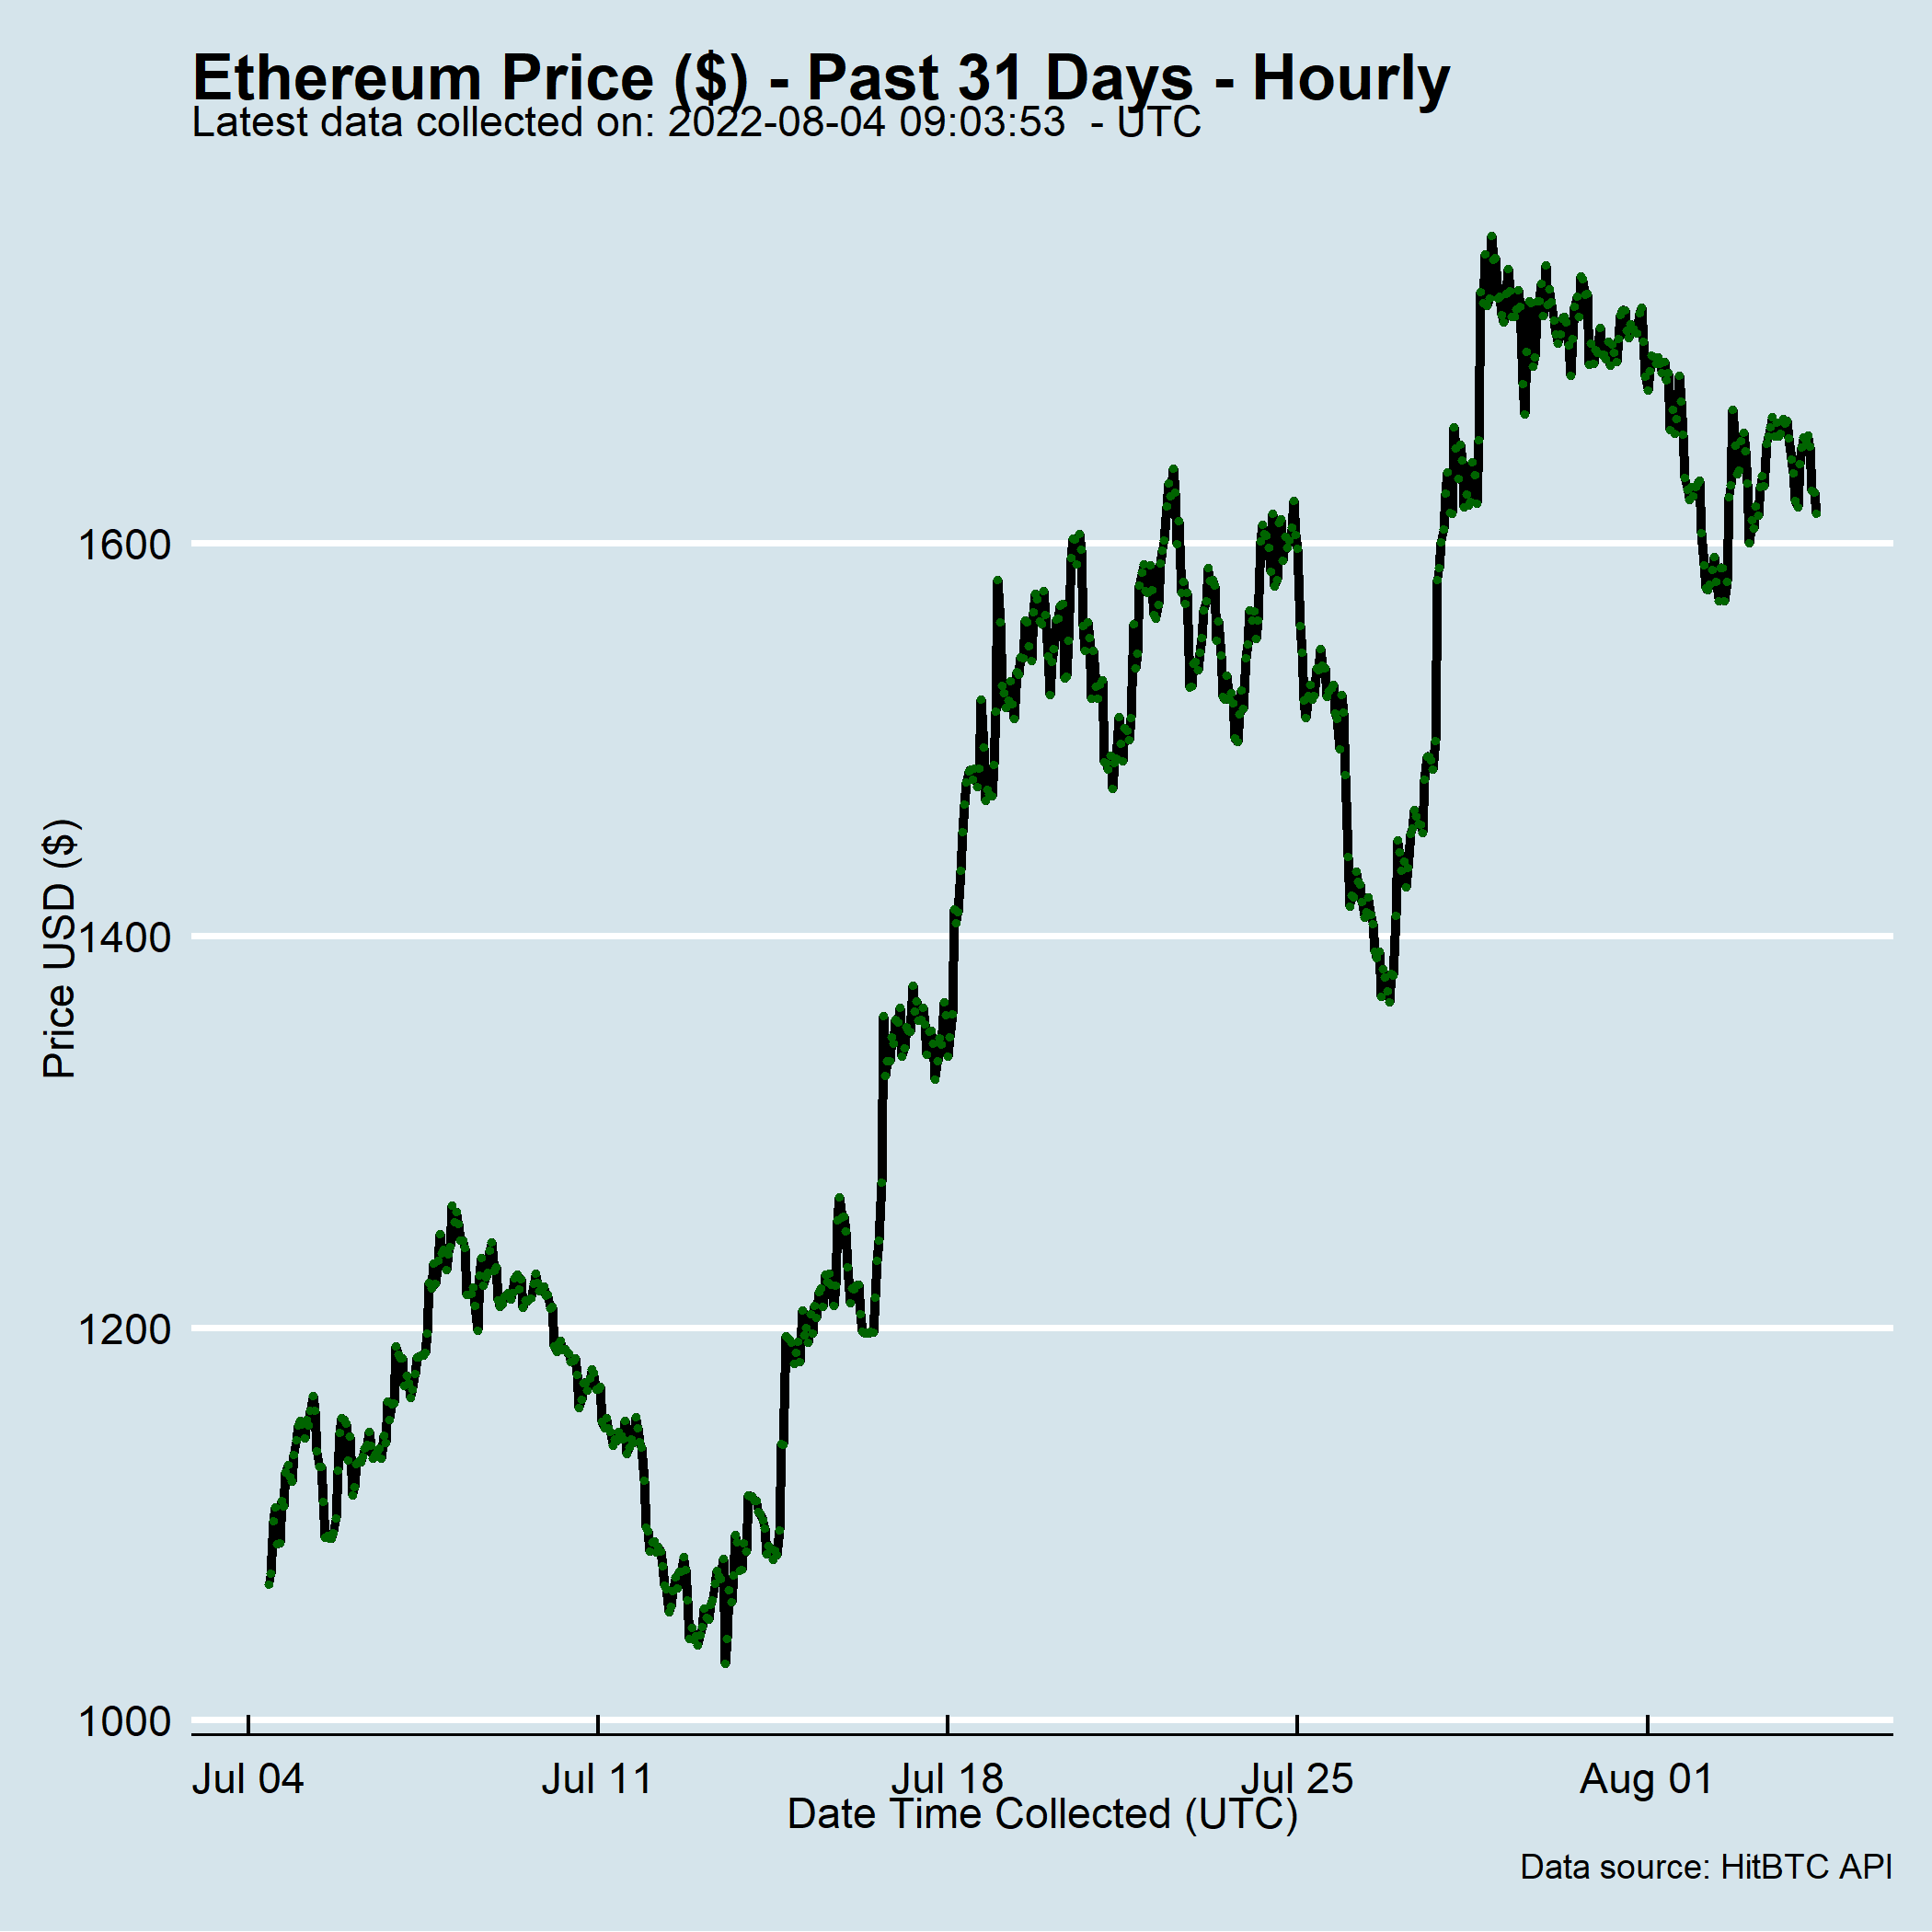 Ethereum Price ($) - Past 31 Days - Hourly
Latest data collected on: 2022-08-04 09:03:53  - UTC
1600
1400
1200
1000
Price USD ($)
Jul 04 Jul 11 Jul 18 Jul 25 Aug 01
Date Time Collected (UTC)
Data source: HitBTC API